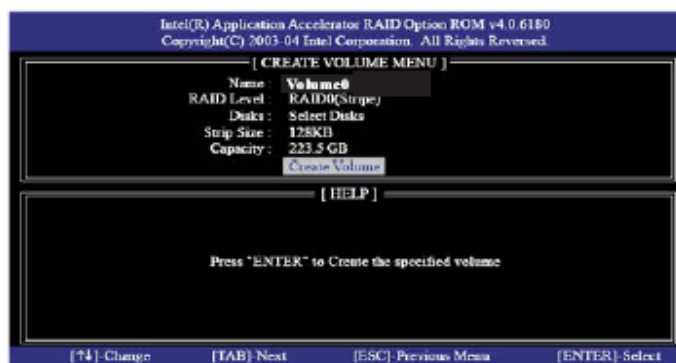 Intel(R) Application Accelerator RAID Option ROM v4.0.6180
Copyright(C) 2003-04 Intel Corporation. All Rights Reversed.
[ CREATE VOLUME MENU ]
Name : Volume0
RAID Level : RAID0(Stripe)
Disks : Select Disks
Strip Size : 128KB
Capacity : 223.5 GB
Create Volume
[ HELP ]
Press "ENTER" to Create the specified volume
[↑↓]-Change [TAB]-Next [ESC]-Previous Menu [ENTER]-Select